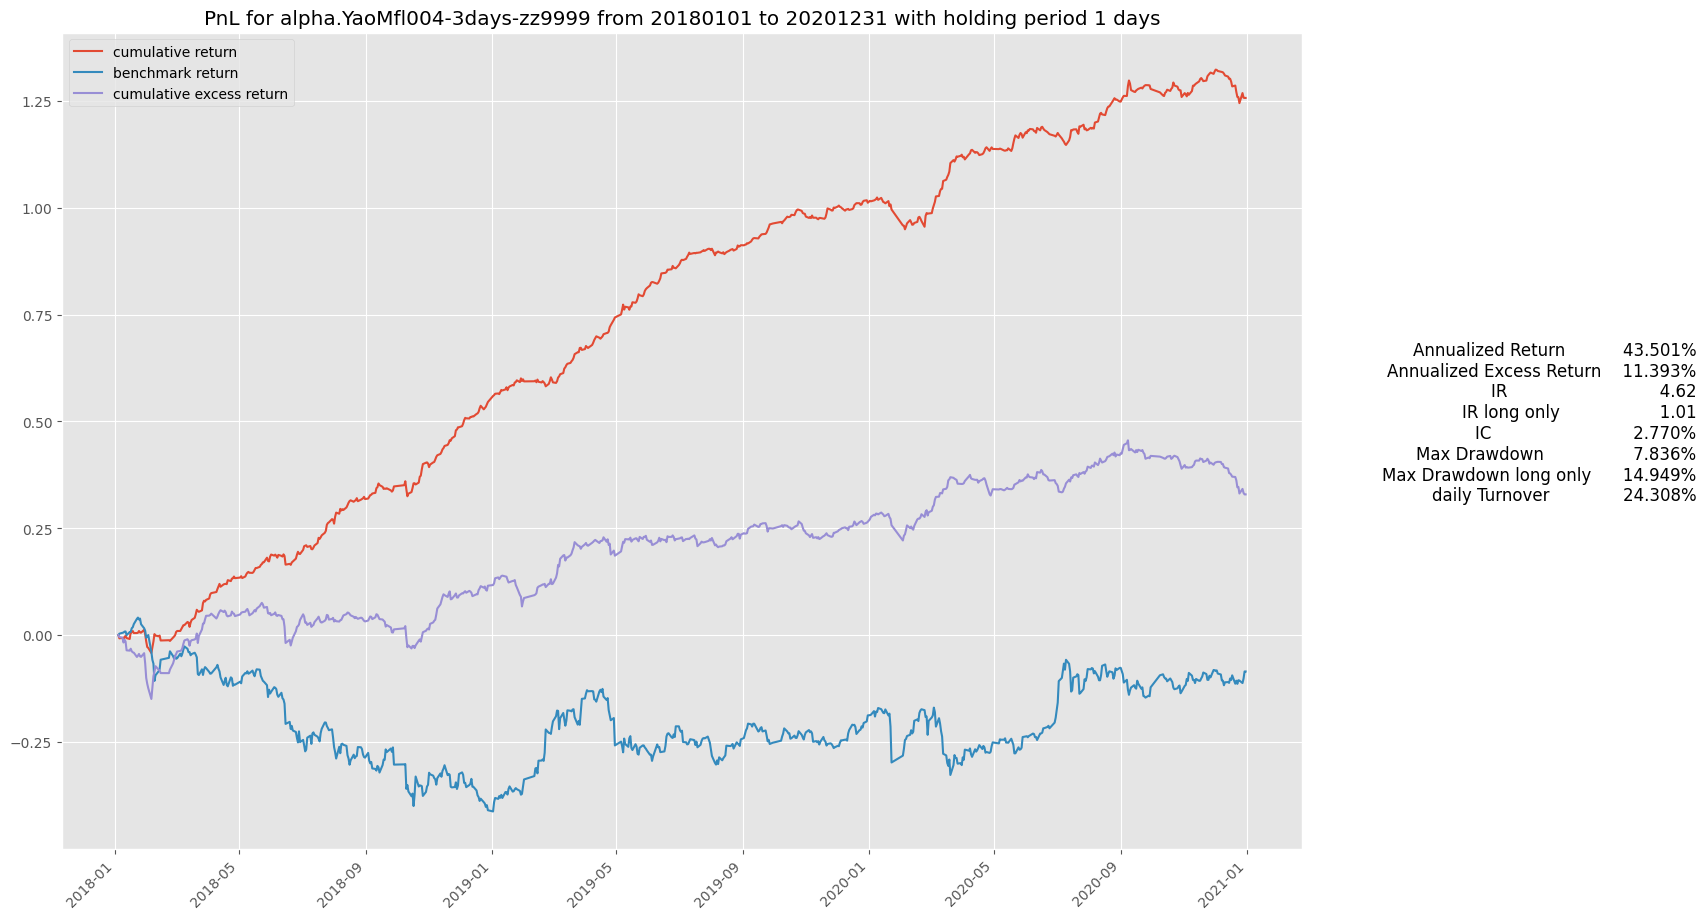 PnL for alpha.YaoMfl004-3days-zz9999 from 20180101 to 20201231 with holding period 1 days
cumulative return
benchmark return
cumulative excess return
1.25
1.00
0.75
0.50
0.25
0.00
−0.25
2018-01
2018-05
2018-09
2019-01
2019-05
2019-09
2020-01
2020-05
2020-09
2021-01
Annualized Return 43.501%
Annualized Excess Return 11.393%
IR 4.62
IR long only 1.01
IC 2.770%
Max Drawdown 7.836%
Max Drawdown long only 14.949%
daily Turnover 24.308%